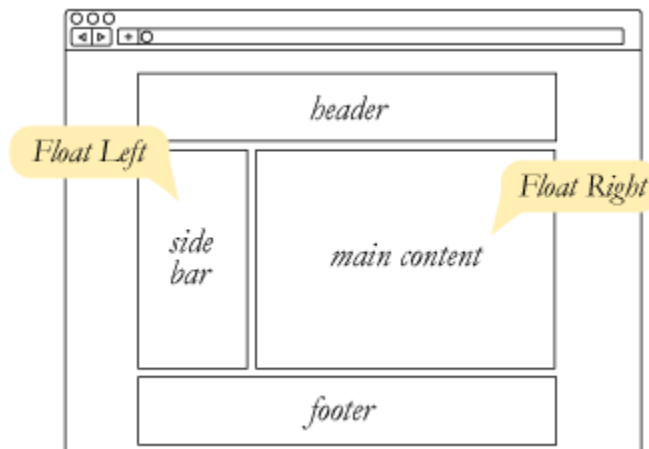 header
Float Left
Float Right
side
bar
main content
footer